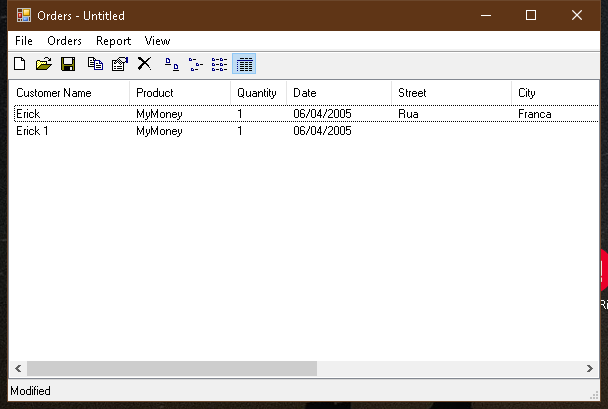 Orders - Untitled
File Orders Report View
Customer Name Product Quantity Date Street City
Erick MyMoney 1 06/04/2005 Rua Franca
Erick 1 MyMoney 1 06/04/2005
Modified